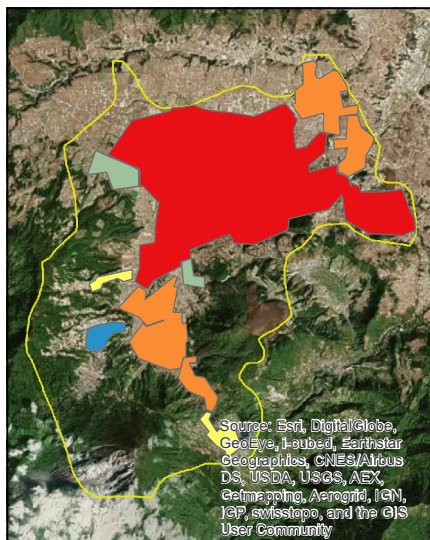 Source: Esri, DigitalGlobe,
GeoEye, i-cubed, Earthstar
Geographics, CNES/Airbus
DS, USDA, USGS, AEX,
Getmapping, Aerogrid, IGN,
IGP, swisstopo, and the GIS
User Community